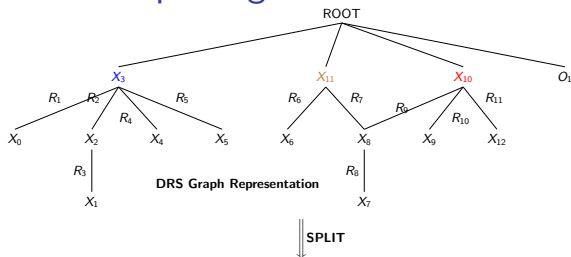 ROOT
X₃ X₁₁ X₁₀ O₁
R₁ R₂ R₄ R₅ R₆ R₇ R₉ R₁₀ R₁₁
X₀ X₂ X₄ X₅ X₆ X₈ X₉ X₁₂
R₃ R₈
DRS Graph Representation
X₁ X₇
SPLIT